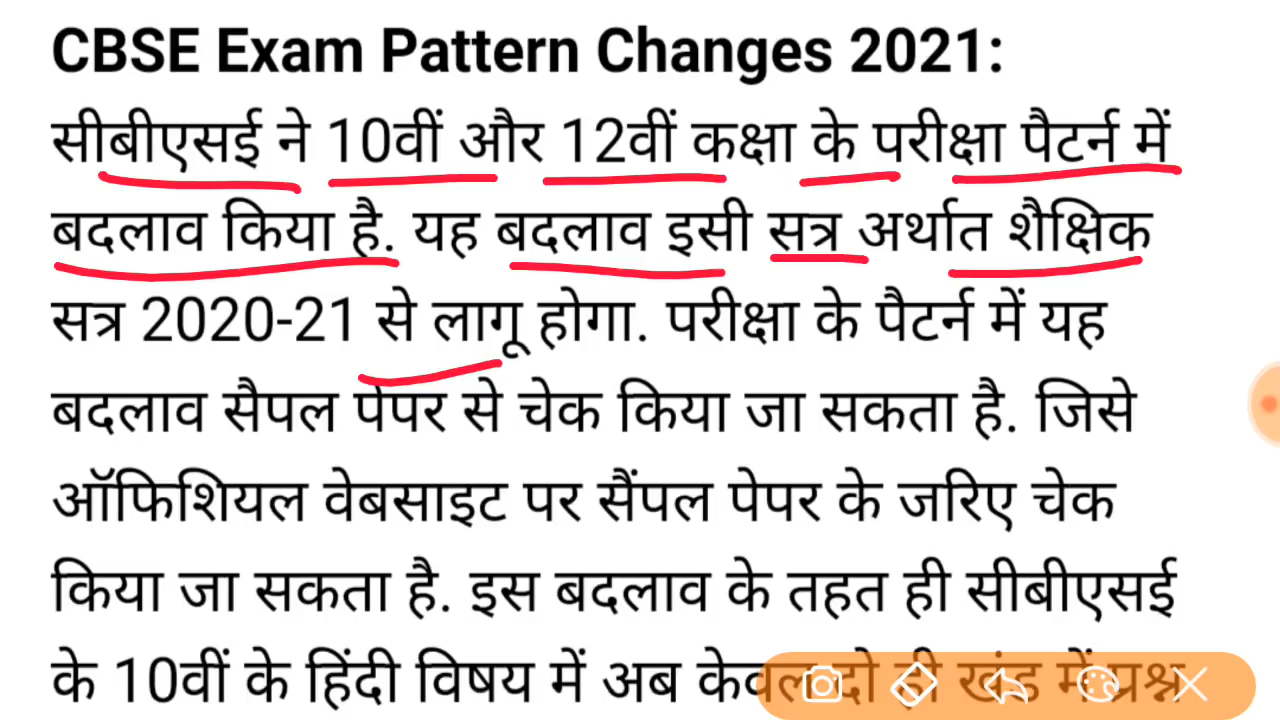 CBSE Exam Pattern Changes 2021:
सीबीएसई ने 10वीं और 12वीं कक्षा के परीक्षा पैटर्न में
बदलाव किया है. यह बदलाव इसी सत्र अर्थात शैक्षिक
सत्र 2020-21 से लागू होगा. परीक्षा के पैटर्न में यह
बदलाव सैपल पेपर से चेक किया जा सकता है. जिसे
ऑफिशियल वेबसाइट पर सैंपल पेपर के जरिए चेक
किया जा सकता है. इस बदलाव के तहत ही सीबीएसई
के 10वीं के हिंदी विषय में अब केवल दो ही खंड में प्रश्न